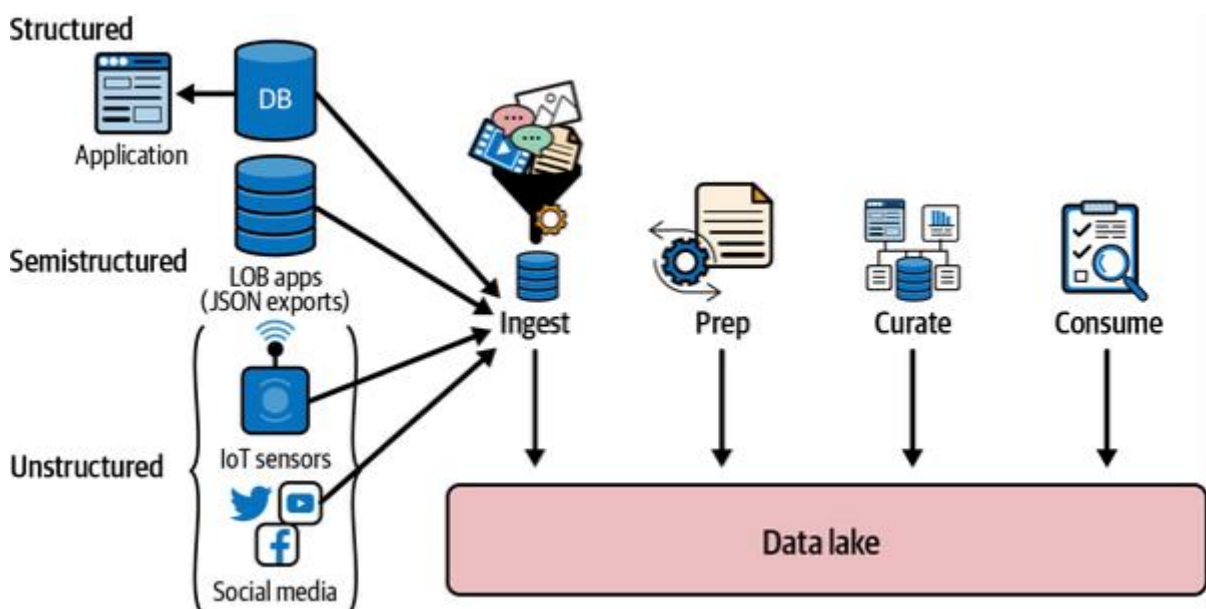 Structured
DB
Application
Semistructured
LOB apps
(JSON exports)
Ingest
Prep
Curate
Consume
Unstructured
IoT sensors
Social media
Data lake